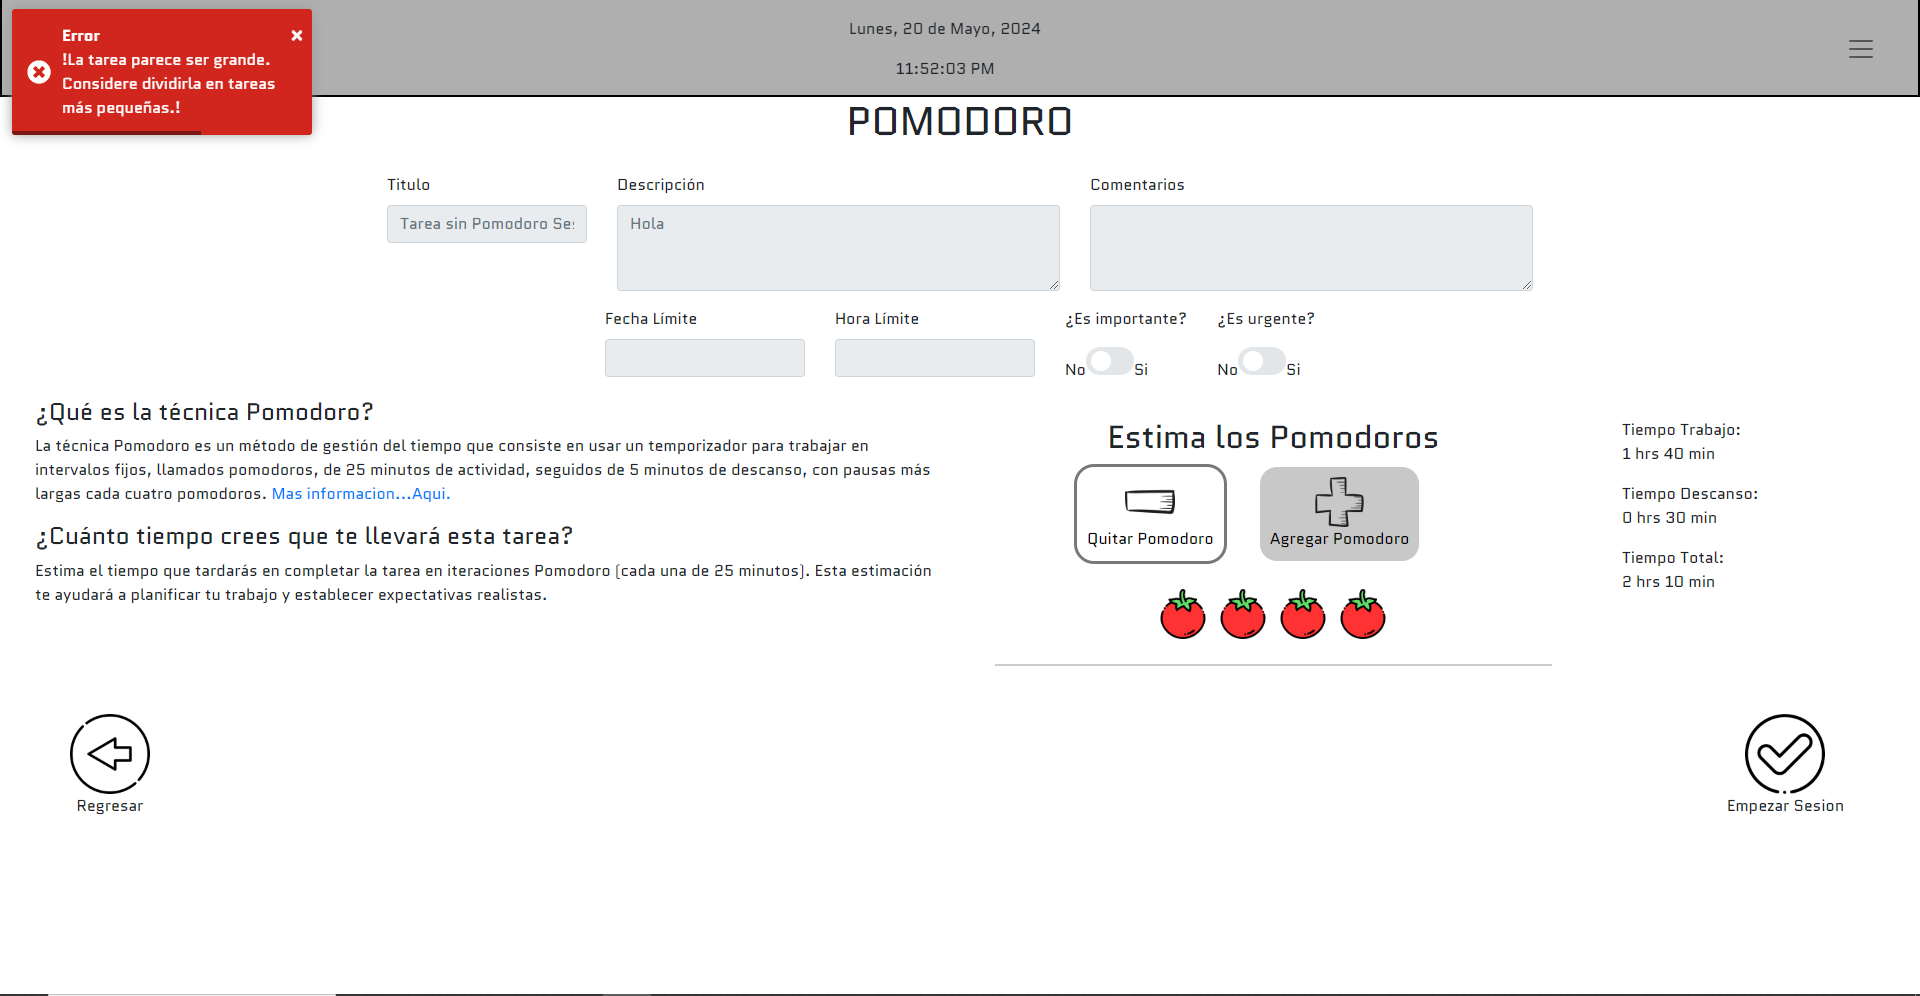 Error
!La tarea parece ser grande.
Considere dividirla en tareas
más pequeñas.!
Lunes, 20 de Mayo, 2024
11:52:03 PM
POMODORO
Titulo
Tarea sin Pomodoro Se
Descripción
Hola
Comentarios
Fecha Límite
Hora Límite
¿Es importante?
No Si
¿Es urgente?
No Si
¿Qué es la técnica Pomodoro?
La técnica Pomodoro es un método de gestión del tiempo que consiste en usar un temporizador para trabajar en
intervalos fijos, llamados pomodoros, de 25 minutos de actividad, seguidos de 5 minutos de descanso, con pausas más
largas cada cuatro pomodoros. Mas informacion...Aqui.
¿Cuánto tiempo crees que te llevará esta tarea?
Estima el tiempo que tardarás en completar la tarea en iteraciones Pomodoro (cada una de 25 minutos). Esta estimación
te ayudará a planificar tu trabajo y establecer expectativas realistas.
Estima los Pomodoros
Quitar Pomodoro
Agregar Pomodoro
Tiempo Trabajo:
1 hrs 40 min
Tiempo Descanso:
0 hrs 30 min
Tiempo Total:
2 hrs 10 min
Regresar
Empezar Sesion